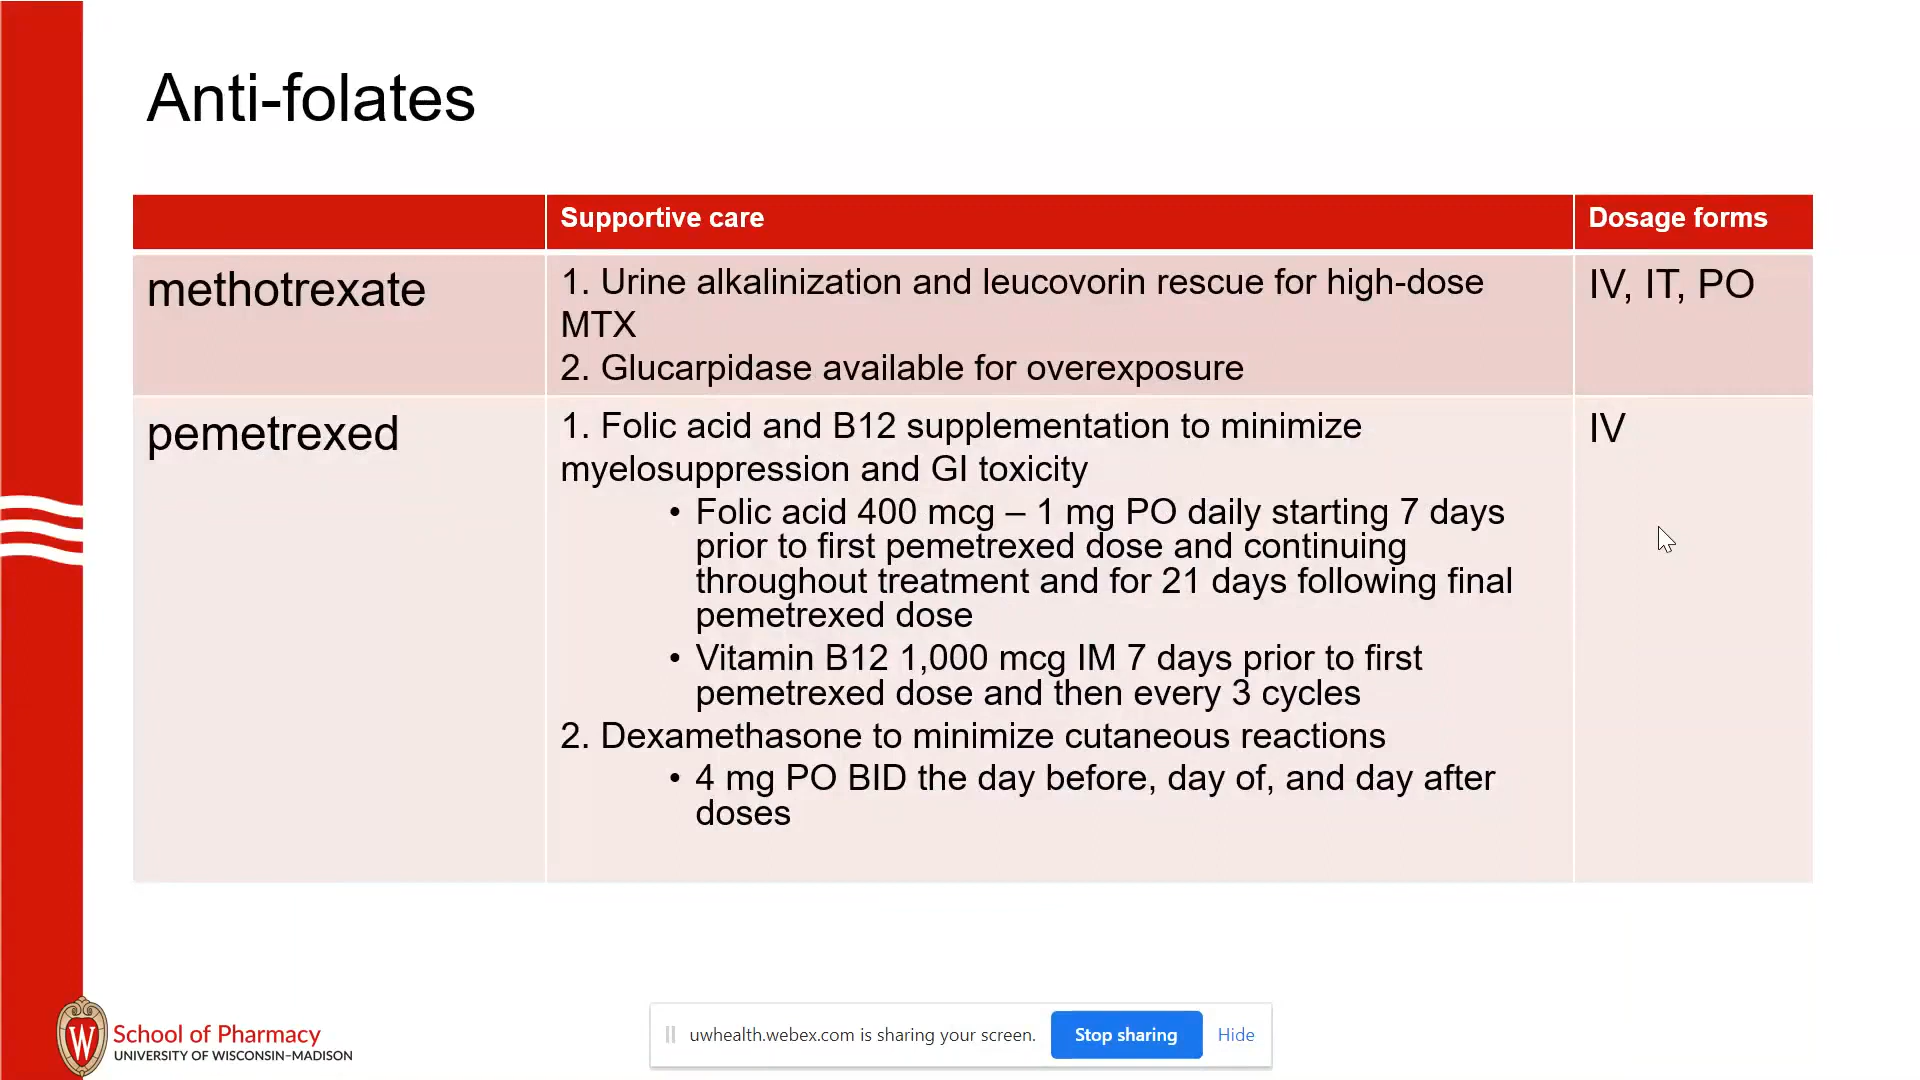 Anti-folates
Supportive care
Dosage forms
methotrexate
1. Urine alkalinization and leucovorin rescue for high-dose
MTX
2. Glucarpidase available for overexposure
IV, IT, PO
pemetrexed
1. Folic acid and B12 supplementation to minimize
myelosuppression and GI toxicity
• Folic acid 400 mcg – 1 mg PO daily starting 7 days
prior to first pemetrexed dose and continuing
throughout treatment and for 21 days following final
pemetrexed dose
• Vitamin B12 1,000 mcg IM 7 days prior to first
pemetrexed dose and then every 3 cycles
2. Dexamethasone to minimize cutaneous reactions
• 4 mg PO BID the day before, day of, and day after
doses
IV
W
School of Pharmacy
UNIVERSITY OF WISCONSIN–MADISON
uwhealth.webex.com is sharing your screen.
Stop sharing
Hide